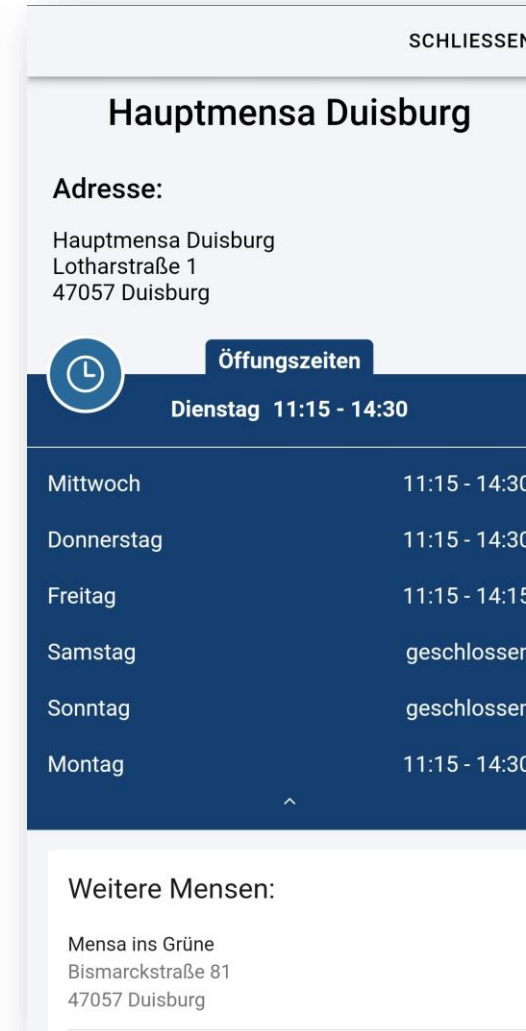 SCHLIESSEN
Hauptmensa Duisburg
Adresse:
Hauptmensa Duisburg
Lotharstraße 1
47057 Duisburg
Öffungszeiten
Dienstag 11:15 - 14:30
Mittwoch 11:15 - 14:30
Donnerstag 11:15 - 14:30
Freitag 11:15 - 14:15
Samstag geschlossen
Sonntag geschlossen
Montag 11:15 - 14:30
Weitere Mensen:
Mensa ins Grüne
Bismarckstraße 81
47057 Duisburg